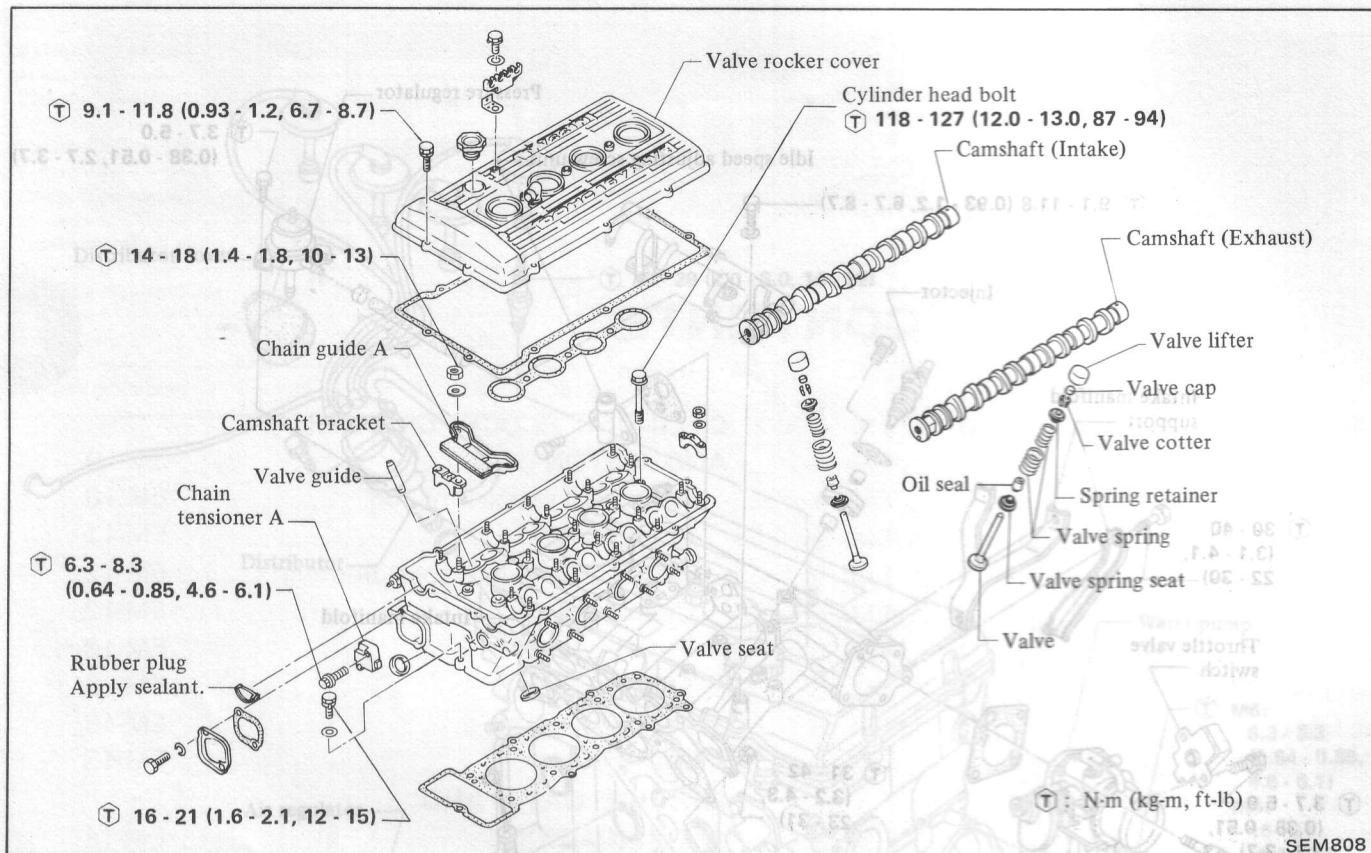 Valve rocker cover
Ⓣ 9.1 - 11.8 (0.93 - 1.2, 6.7 - 8.7)
Cylinder head bolt
Ⓣ 118 - 127 (12.0 - 13.0, 87 - 94)
Camshaft (Intake)
Camshaft (Exhaust)
Ⓣ 14 - 18 (1.4 - 1.8, 10 - 13)
Chain guide A
Valve lifter
Valve cap
Camshaft bracket
Valve cotter
Valve guide
Oil seal
Spring retainer
Chain
tensioner A
Valve spring
Ⓣ 6.3 - 8.3
(0.64 - 0.85, 4.6 - 6.1)
Valve spring seat
Valve
Valve seat
Rubber plug
Apply sealant.
Ⓣ 16 - 21 (1.6 - 2.1, 12 - 15)
Ⓣ : N·m (kg-m, ft-lb)
SEM808